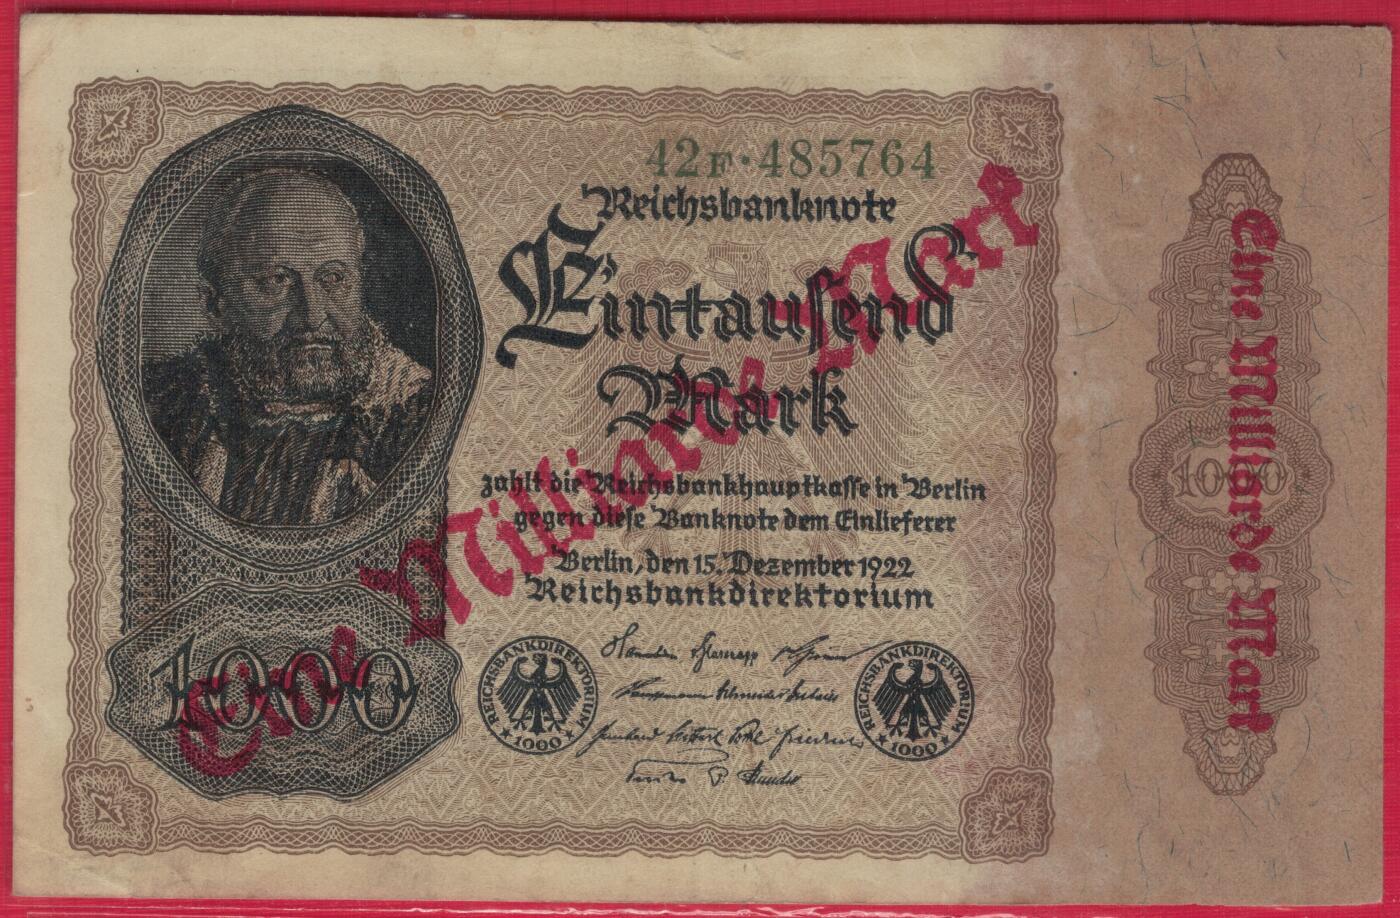 42F·485764
Reichsbanknote
Eintausend
Mark
zahlt die Reichsbankhauptkasse in Berlin
gegen diese Banknote dem Einlieferer
Berlin, den 15. Dezember 1922
Reichsbankdirektorium
REICHSBANKDIREKTORIUM
1000
REICHSBANKDIREKTORIUM
1000
1000
Eine Milliarde Mark
1000
Eine Milliarde Mark